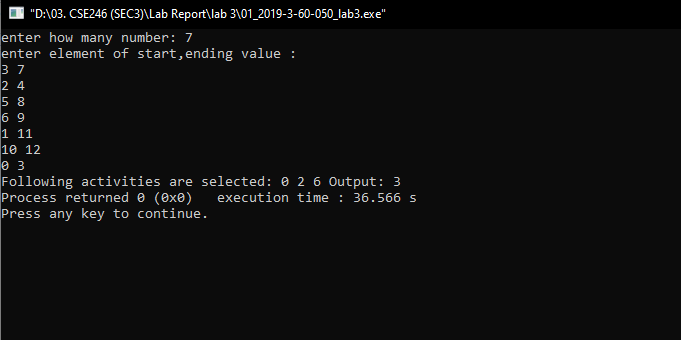 "D:\03. CSE246 (SEC3)\Lab Report\lab 3\01_2019-3-60-050_lab3.exe"
enter how many number: 7
enter element of start,ending value :
3 7
2 4
5 8
6 9
1 11
10 12
0 3
Following activities are selected: 0 2 6 Output: 3
Process returned 0 (0x0)   execution time : 36.566 s
Press any key to continue.